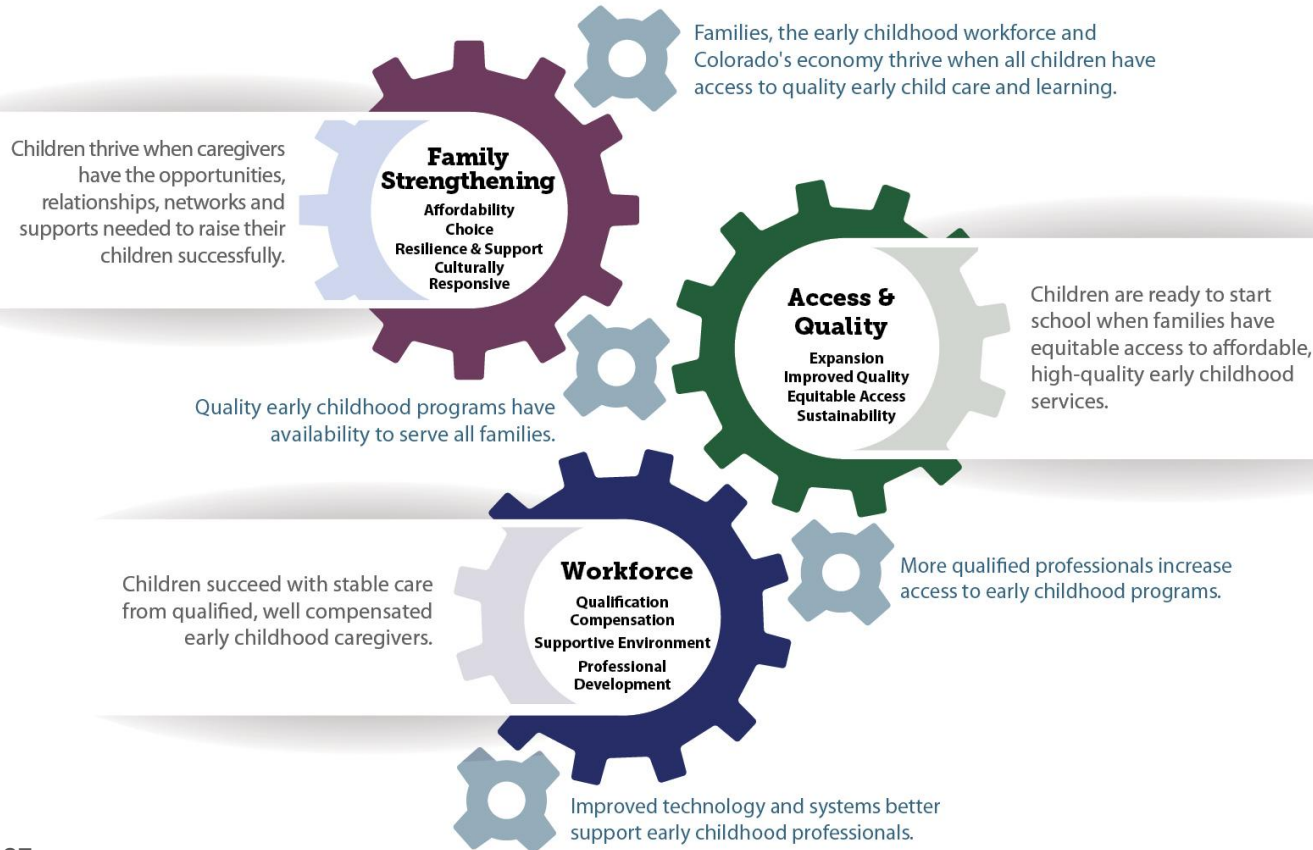 Families, the early childhood workforce and
Colorado's economy thrive when all children have
access to quality early child care and learning.
Children thrive when caregivers
have the opportunities,
relationships, networks and
supports needed to raise their
children successfully.
Family
Strengthening
Affordability
Choice
Resilience & Support
Culturally
Responsive
Access &
Quality
Expansion
Improved Quality
Equitable Access
Sustainability
Children are ready to start
school when families have
equitable access to affordable,
high-quality early childhood
services.
Quality early childhood programs have
availability to serve all families.
Children succeed with stable care
from qualified, well compensated
early childhood caregivers.
Workforce
Qualification
Compensation
Supportive Environment
Professional
Development
More qualified professionals increase
access to early childhood programs.
Improved technology and systems better
support early childhood professionals.